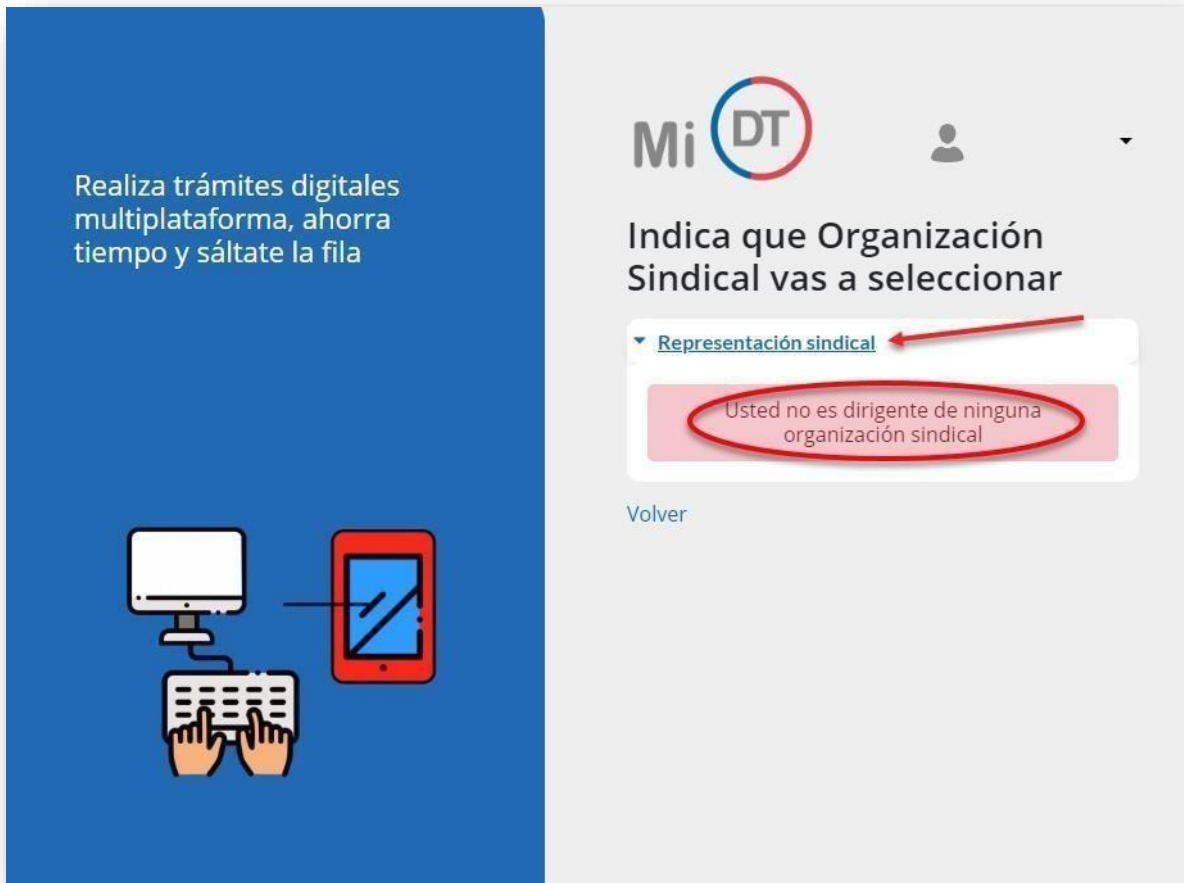 Realiza trámites digitales
multiplataforma, ahorra
tiempo y sáltate la fila
Mi DT
Indica que Organización
Sindical vas a seleccionar
Representación sindical
Usted no es dirigente de ninguna
organización sindical
Volver